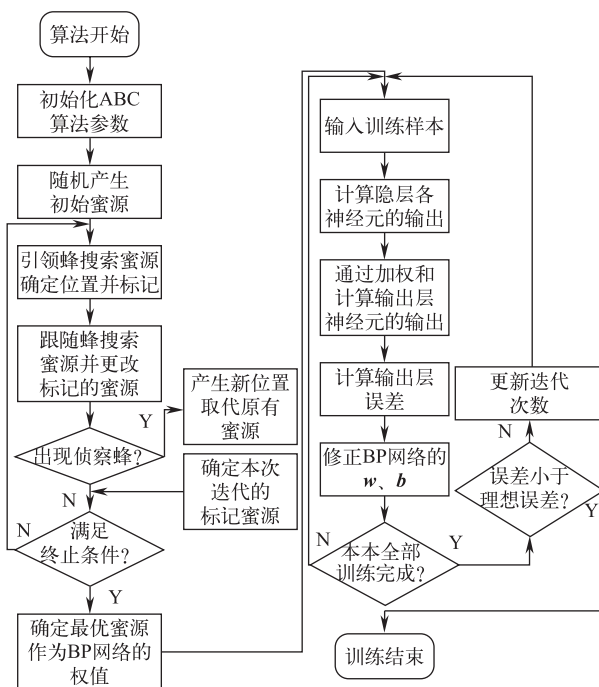 算法开始
初始化ABC
算法参数
随机产生
初始蜜源
引领蜂搜索蜜源
确定位置并标记
跟随蜂搜索
蜜源并更改
标记的蜜源
产生新位置
取代原有
蜜源
Y
出现侦察蜂?
N
确定本次
迭代的
标记蜜源
N
满足
终止条件?
Y
确定最优蜜源
作为BP网络的
权值
输入训练样本
计算隐层各
神经元的输出
通过加权和
计算输出层
神经元的输出
计算输出层
误差
修正BP网络的
w、b
N
本本全部
训练完成?
Y
更新迭代
次数
N
误差小于
理想误差?
Y
训练结束